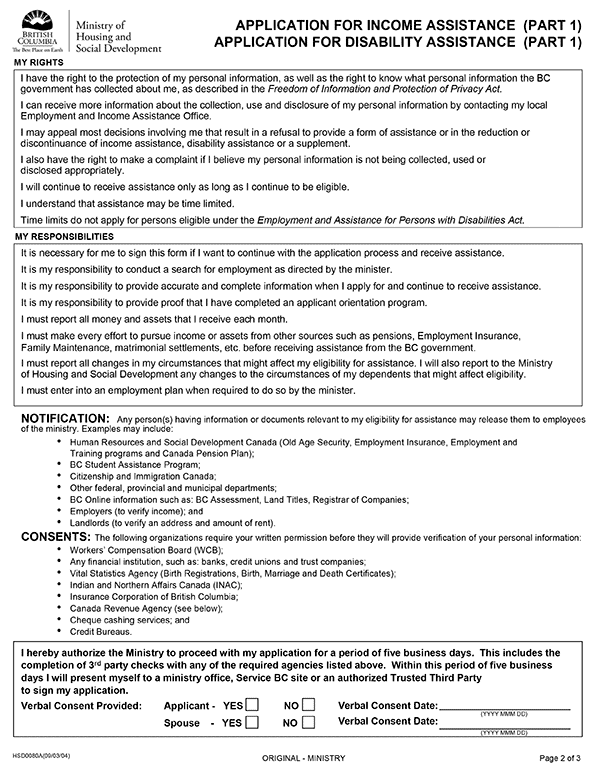 BRITISH
COLUMBIA
The Best Place on Earth
Ministry of
Housing and
Social Development
APPLICATION FOR INCOME ASSISTANCE (PART 1)
APPLICATION FOR DISABILITY ASSISTANCE (PART 1)
MY RIGHTS
I have the right to the protection of my personal information, as well as the right to know what personal information the BC
government has collected about me, as described in the Freedom of Information and Protection of Privacy Act.
I can receive more information about the collection, use and disclosure of my personal information by contacting my local
Employment and Income Assistance Office.
I may appeal most decisions involving me that result in a refusal to provide a form of assistance or in the reduction or
discontinuance of income assistance, disability assistance or a supplement.
I also have the right to make a complaint if I believe my personal information is not being collected, used or
disclosed appropriately.
I will continue to receive assistance only as long as I continue to be eligible.
I understand that assistance may be time limited.
Time limits do not apply for persons eligible under the Employment and Assistance for Persons with Disabilities Act.
MY RESPONSIBILITIES
It is necessary for me to sign this form if I want to continue with the application process and receive assistance.
It is my responsibility to conduct a search for employment as directed by the minister.
It is my responsibility to provide accurate and complete information when I apply for and continue to receive assistance.
It is my responsibility to provide proof that I have completed an applicant orientation program.
I must report all money and assets that I receive each month.
I must make every effort to pursue income or assets from other sources such as pensions, Employment Insurance,
Family Maintenance, matrimonial settlements, etc. before receiving assistance from the BC government.
I must report all changes in my circumstances that might affect my eligibility for assistance. I will also report to the Ministry
of Housing and Social Development any changes to the circumstances of my dependents that might affect eligibility.
I must enter into an employment plan when required to do so by the minister.
NOTIFICATION: Any person(s) having information or documents relevant to my eligibility for assistance may release them to employees
of the ministry. Examples may include:
• Human Resources and Social Development Canada (Old Age Security, Employment Insurance, Employment and
Training programs and Canada Pension Plan);
• BC Student Assistance Program;
• Citizenship and Immigration Canada;
• Other federal, provincial and municipal departments;
• BC Online information such as: BC Assessment, Land Titles, Registrar of Companies;
• Employers (to verify income); and
• Landlords (to verify an address and amount of rent).
CONSENTS: The following organizations require your written permission before they will provide verification of your personal information:
• Workers' Compensation Board (WCB);
• Any financial institution, such as: banks, credit unions and trust companies;
• Vital Statistics Agency (Birth Registrations, Birth, Marriage and Death Certificates);
• Indian and Northern Affairs Canada (INAC);
• Insurance Corporation of British Columbia;
• Canada Revenue Agency (see below);
• Cheque cashing services; and
• Credit Bureaus.
I hereby authorize the Ministry to proceed with my application for a period of five business days. This includes the
completion of 3rd party checks with any of the required agencies listed above. Within this period of five business
days I will present myself to a ministry office, Service BC site or an authorized Trusted Third Party
to sign my application.
Verbal Consent Provided: Applicant - YES NO Verbal Consent Date:
(YYYY MMM DD)
Spouse - YES NO Verbal Consent Date:
(YYYY MMM DD)
HSD0080A(09/03/04) ORIGINAL - MINISTRY Page 2 of 3